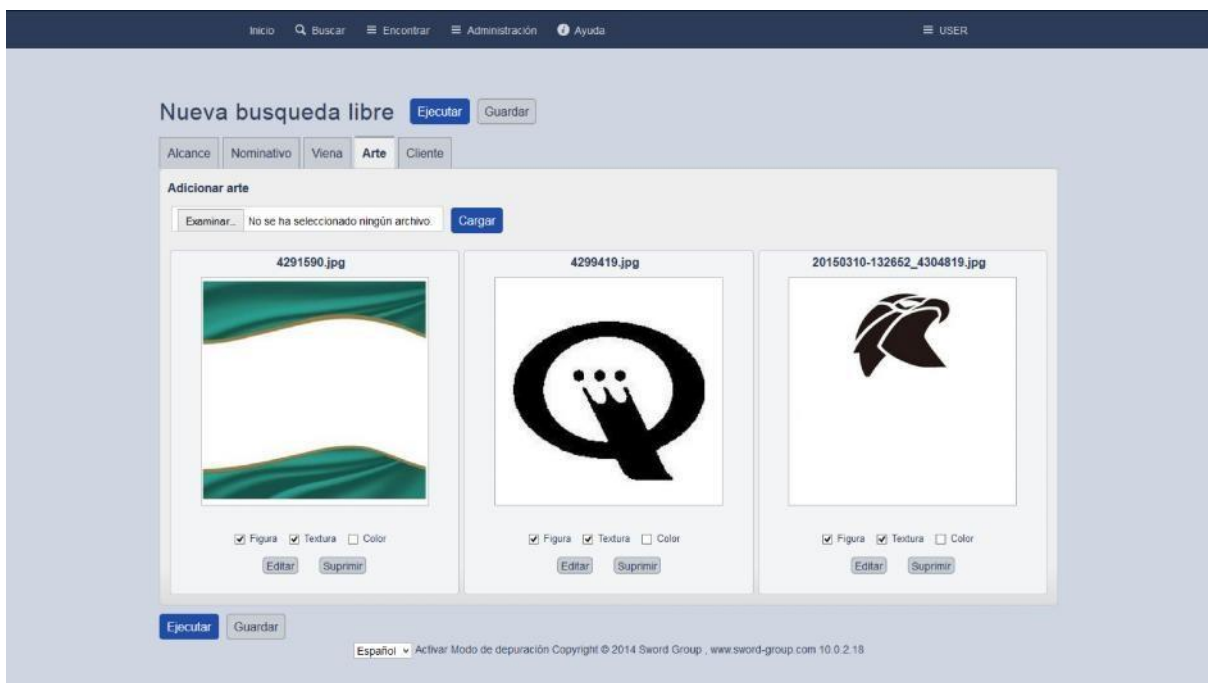 Inicio Buscar Encontrar Administración Ayuda USER
Nueva busqueda libre Ejecutar Guardar
Alcance Nominativo Viena Arte Cliente
Adicionar arte
Examinar... No se ha seleccionado ningún archivo. Cargar
4291590.jpg 4299419.jpg 20150310-132652_4304819.jpg
Figura Textura Color Figura Textura Color Figura Textura Color
Editar Suprimir Editar Suprimir Editar Suprimir
Ejecutar Guardar
Español Activar Modo de depuración Copyright © 2014 Sword Group , www.sword-group.com 10.0.2.18